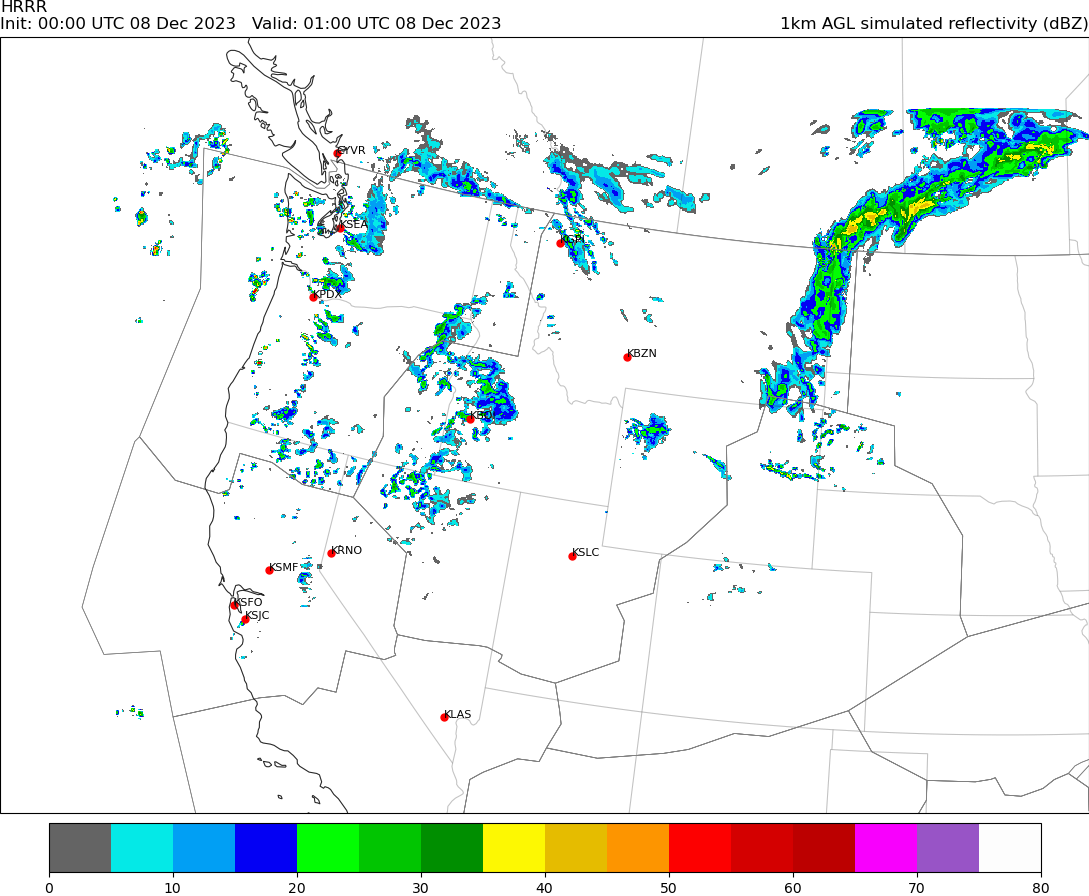 HRRR
Init: 00:00 UTC 08 Dec 2023   Valid: 01:00 UTC 08 Dec 2023   1km AGL simulated reflectivity (dBZ)
CYVR
KSEA
KGPI
KPDX
KBZN
KBOI
KRNO
KSLC
KSMF
KSFO
KSJC
KLAS
0 10 20 30 40 50 60 70 80